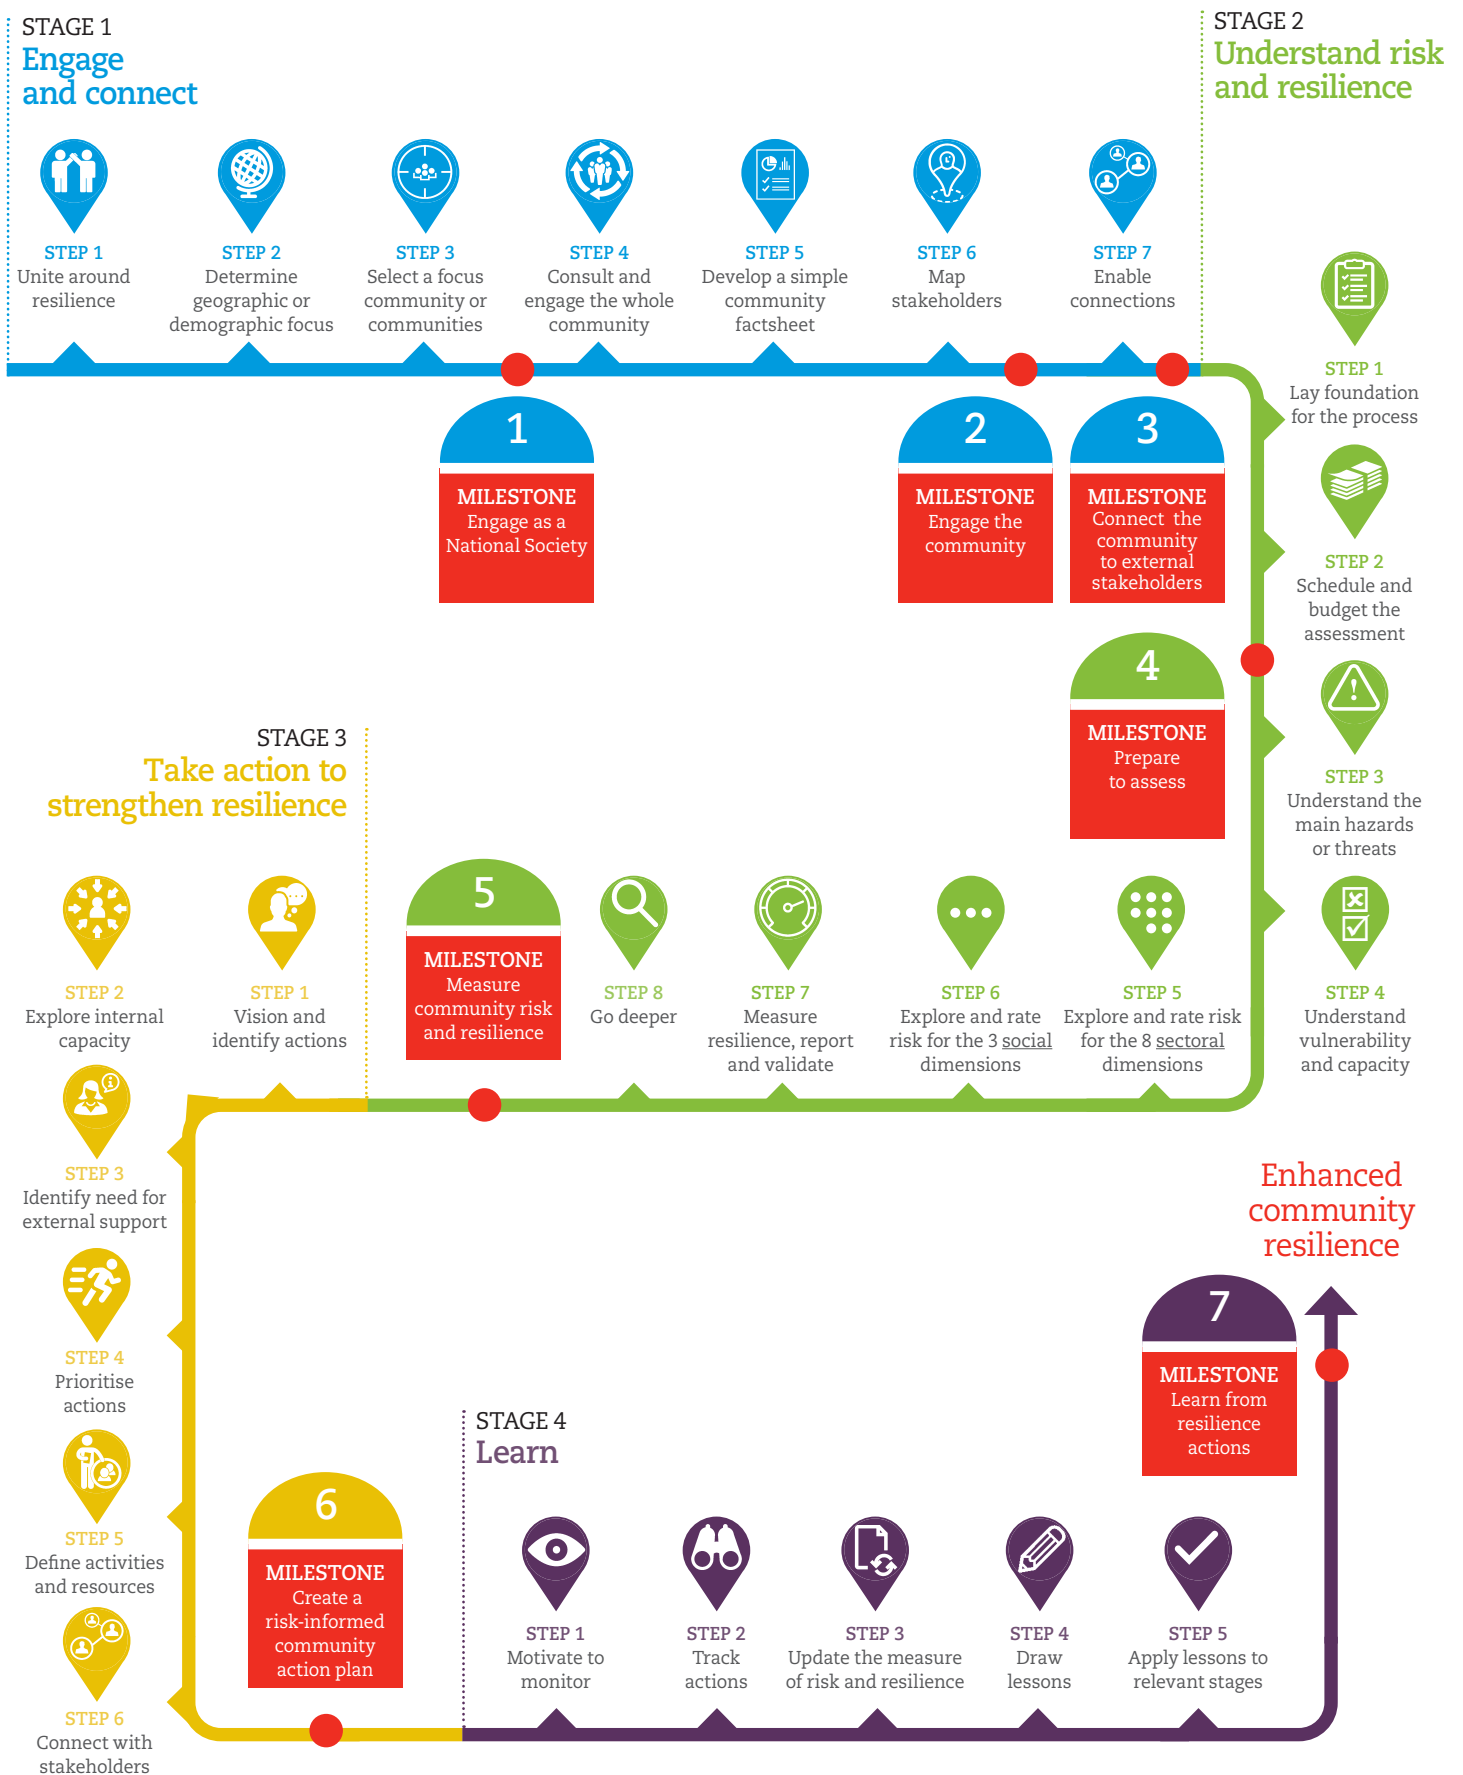 STAGE 1
Engage
and connect
STEP 1
Unite around
resilience
STEP 2
Determine
geographic or
demographic focus
STEP 3
Select a focus
community or
communities
STEP 4
Consult and
engage the whole
community
STEP 5
Develop a simple
community
factsheet
STEP 6
Map
stakeholders
STEP 7
Enable
connections
1
MILESTONE
Engage as a
National Society
2
MILESTONE
Engage the
community
3
MILESTONE
Connect the
community
to external
stakeholders
STAGE 2
Understand risk
and resilience
STEP 1
Lay foundation
for the process
STEP 2
Schedule and
budget the
assessment
4
MILESTONE
Prepare
to assess
STEP 3
Understand the
main hazards
or threats
STEP 4
Understand
vulnerability
and capacity
STEP 5
Explore and rate risk
for the 8 sectoral
dimensions
STEP 6
Explore and rate
risk for the 3 social
dimensions
STEP 7
Measure
resilience, report
and validate
STEP 8
Go deeper
5
MILESTONE
Measure
community risk
and resilience
STAGE 3
Take action to
strengthen resilience
STEP 1
Vision and
identify actions
STEP 2
Explore internal
capacity
STEP 3
Identify need for
external support
STEP 4
Prioritise
actions
STEP 5
Define activities
and resources
STEP 6
Connect with
stakeholders
6
MILESTONE
Create a
risk-informed
community
action plan
STAGE 4
Learn
STEP 1
Motivate to
monitor
STEP 2
Track
actions
STEP 3
Update the measure
of risk and resilience
STEP 4
Draw
lessons
STEP 5
Apply lessons to
relevant stages
7
MILESTONE
Learn from
resilience
actions
Enhanced
community
resilience